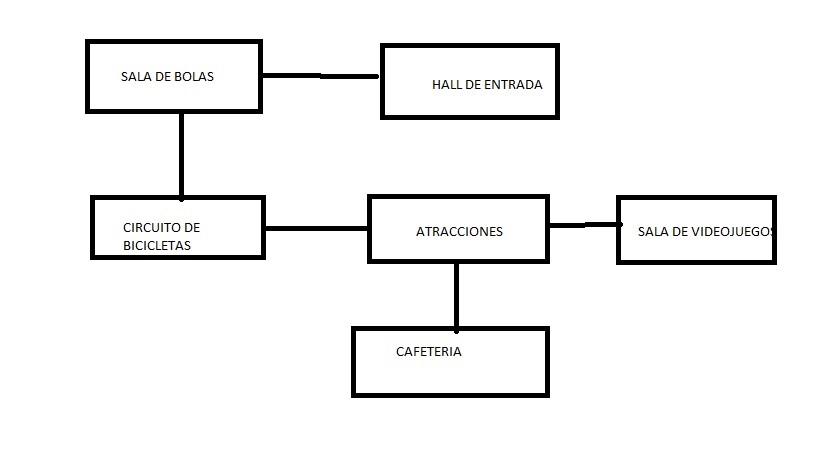 SALA DE BOLAS
HALL DE ENTRADA
CIRCUITO DE
BICICLETAS
ATRACCIONES
SALA DE VIDEOJUEGOS
CAFETERIA